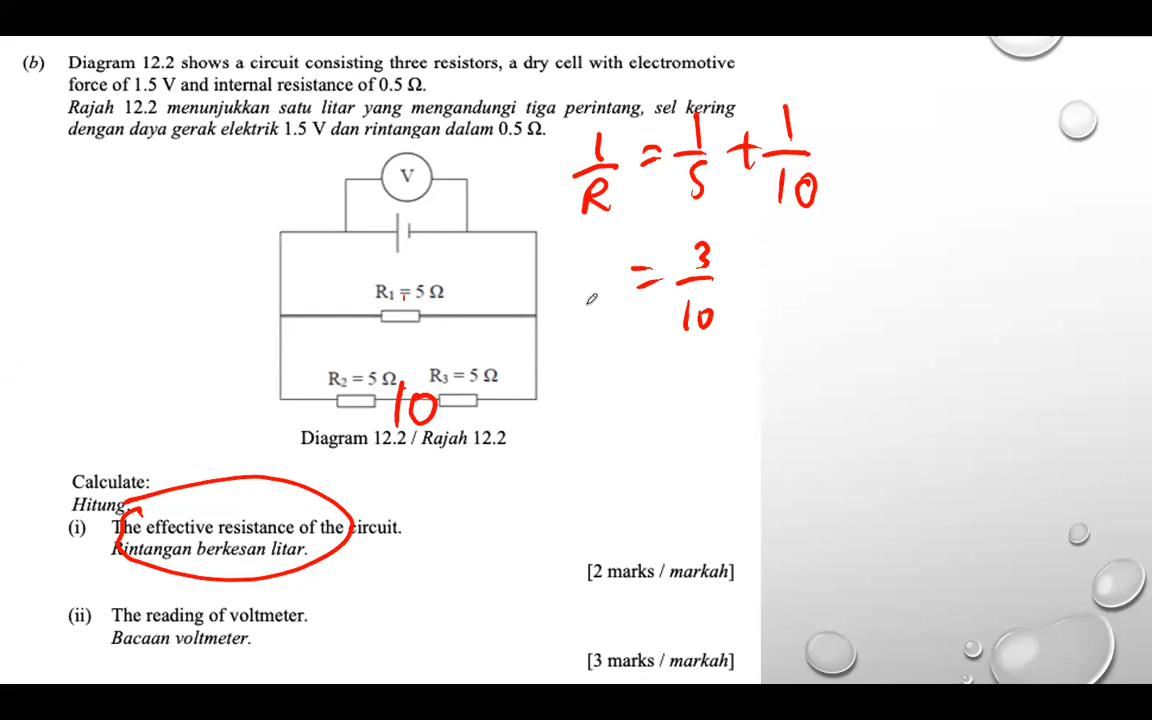 (b) Diagram 12.2 shows a circuit consisting three resistors, a dry cell with electromotive
force of 1.5 V and internal resistance of 0.5 Ω.
Rajah 12.2 menunjukkan satu litar yang mengandungi tiga perintang, sel kering
dengan daya gerak elektrik 1.5 V dan rintangan dalam 0.5 Ω.
1/R = 1/5 + 1/10
= 3/10
V
R₁ = 5 Ω
R₂ = 5 Ω
R₃ = 5 Ω
10
Diagram 12.2 / Rajah 12.2
Calculate:
Hitung:
(i) The effective resistance of the circuit.
Rintangan berkesan litar.
[2 marks / markah]
(ii) The reading of voltmeter.
Bacaan voltmeter.
[3 marks / markah]